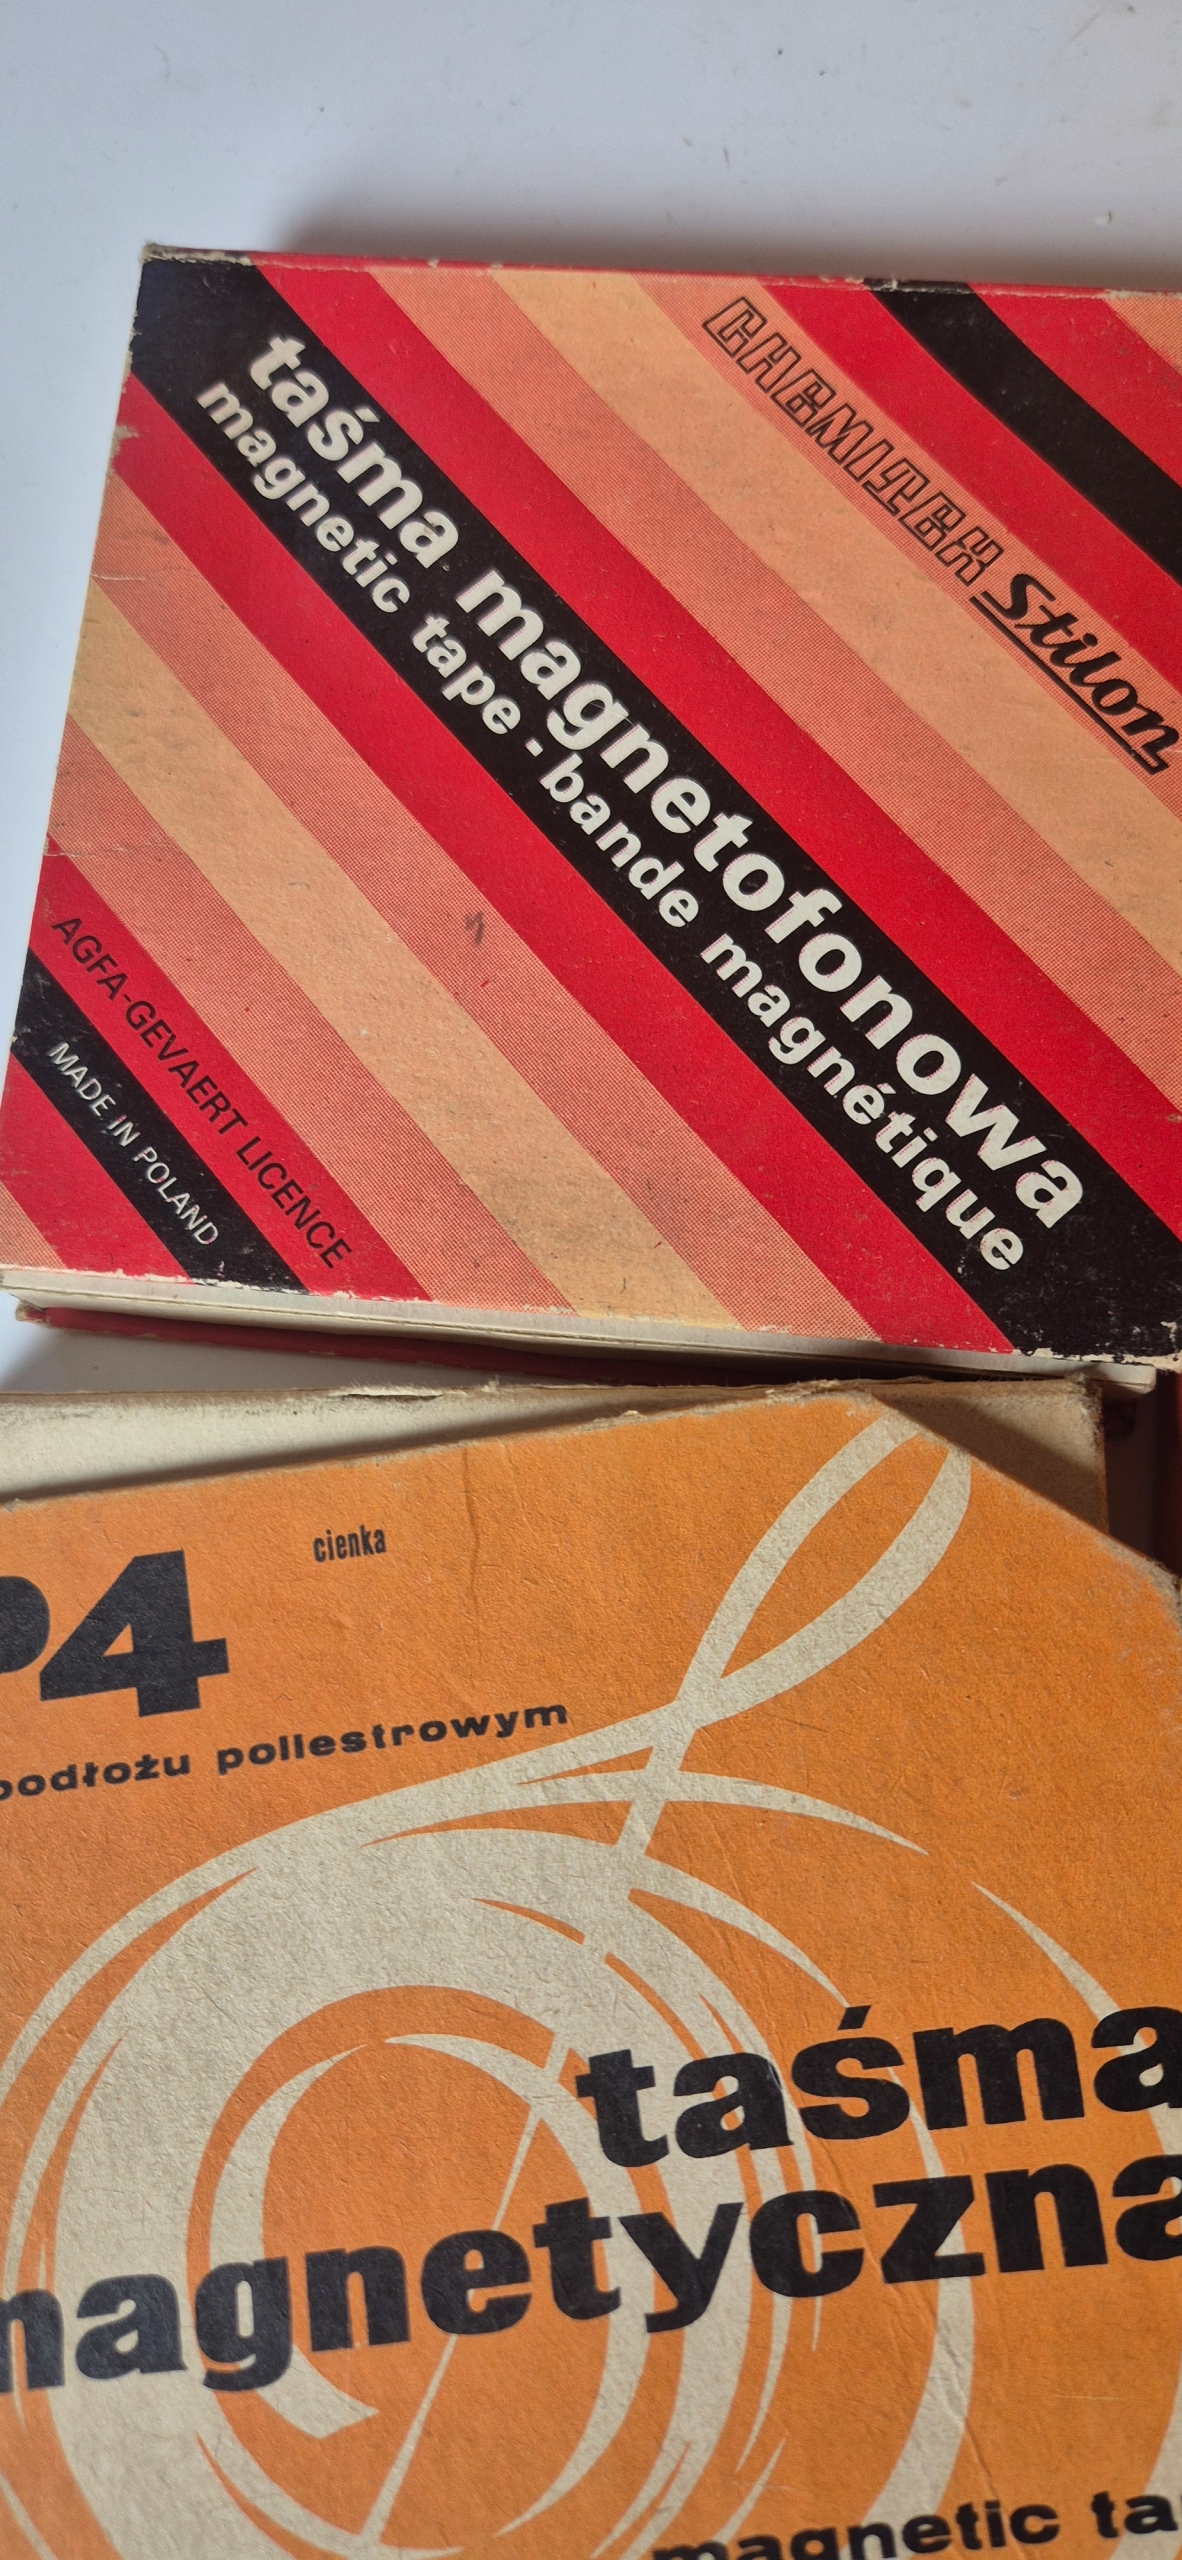 CHEMITEX Stilon
taśma magnetofonowa
magnetic tape - bande magnétique
AGFA-GEVAERT LICENCE
MADE IN POLAND
P4
cienka
podłożu poliestrowym
taśma
magnetyczna
magnetic ta